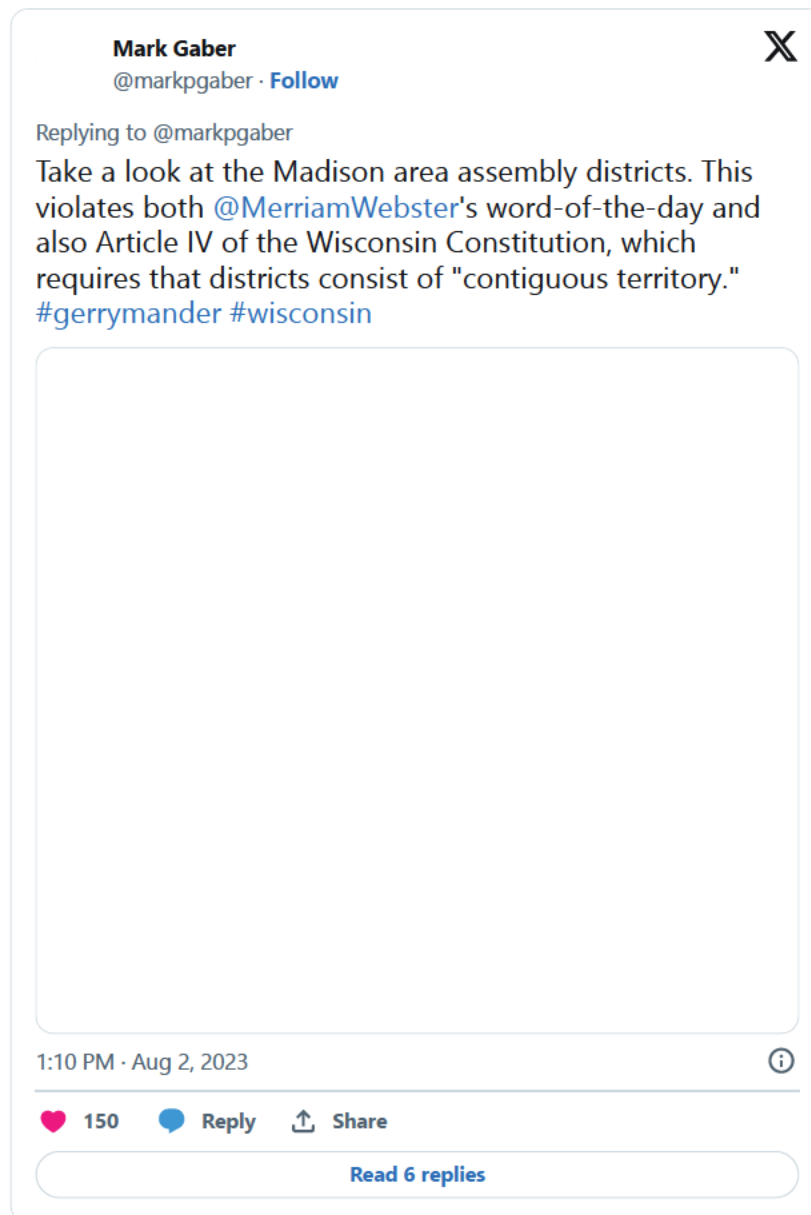 Mark Gaber
@markpgaber · Follow
Replying to @markpgaber
Take a look at the Madison area assembly districts. This
violates both @MerriamWebster's word-of-the-day and
also Article IV of the Wisconsin Constitution, which
requires that districts consist of "contiguous territory."
#gerrymander #wisconsin
1:10 PM · Aug 2, 2023
150 Reply Share
Read 6 replies